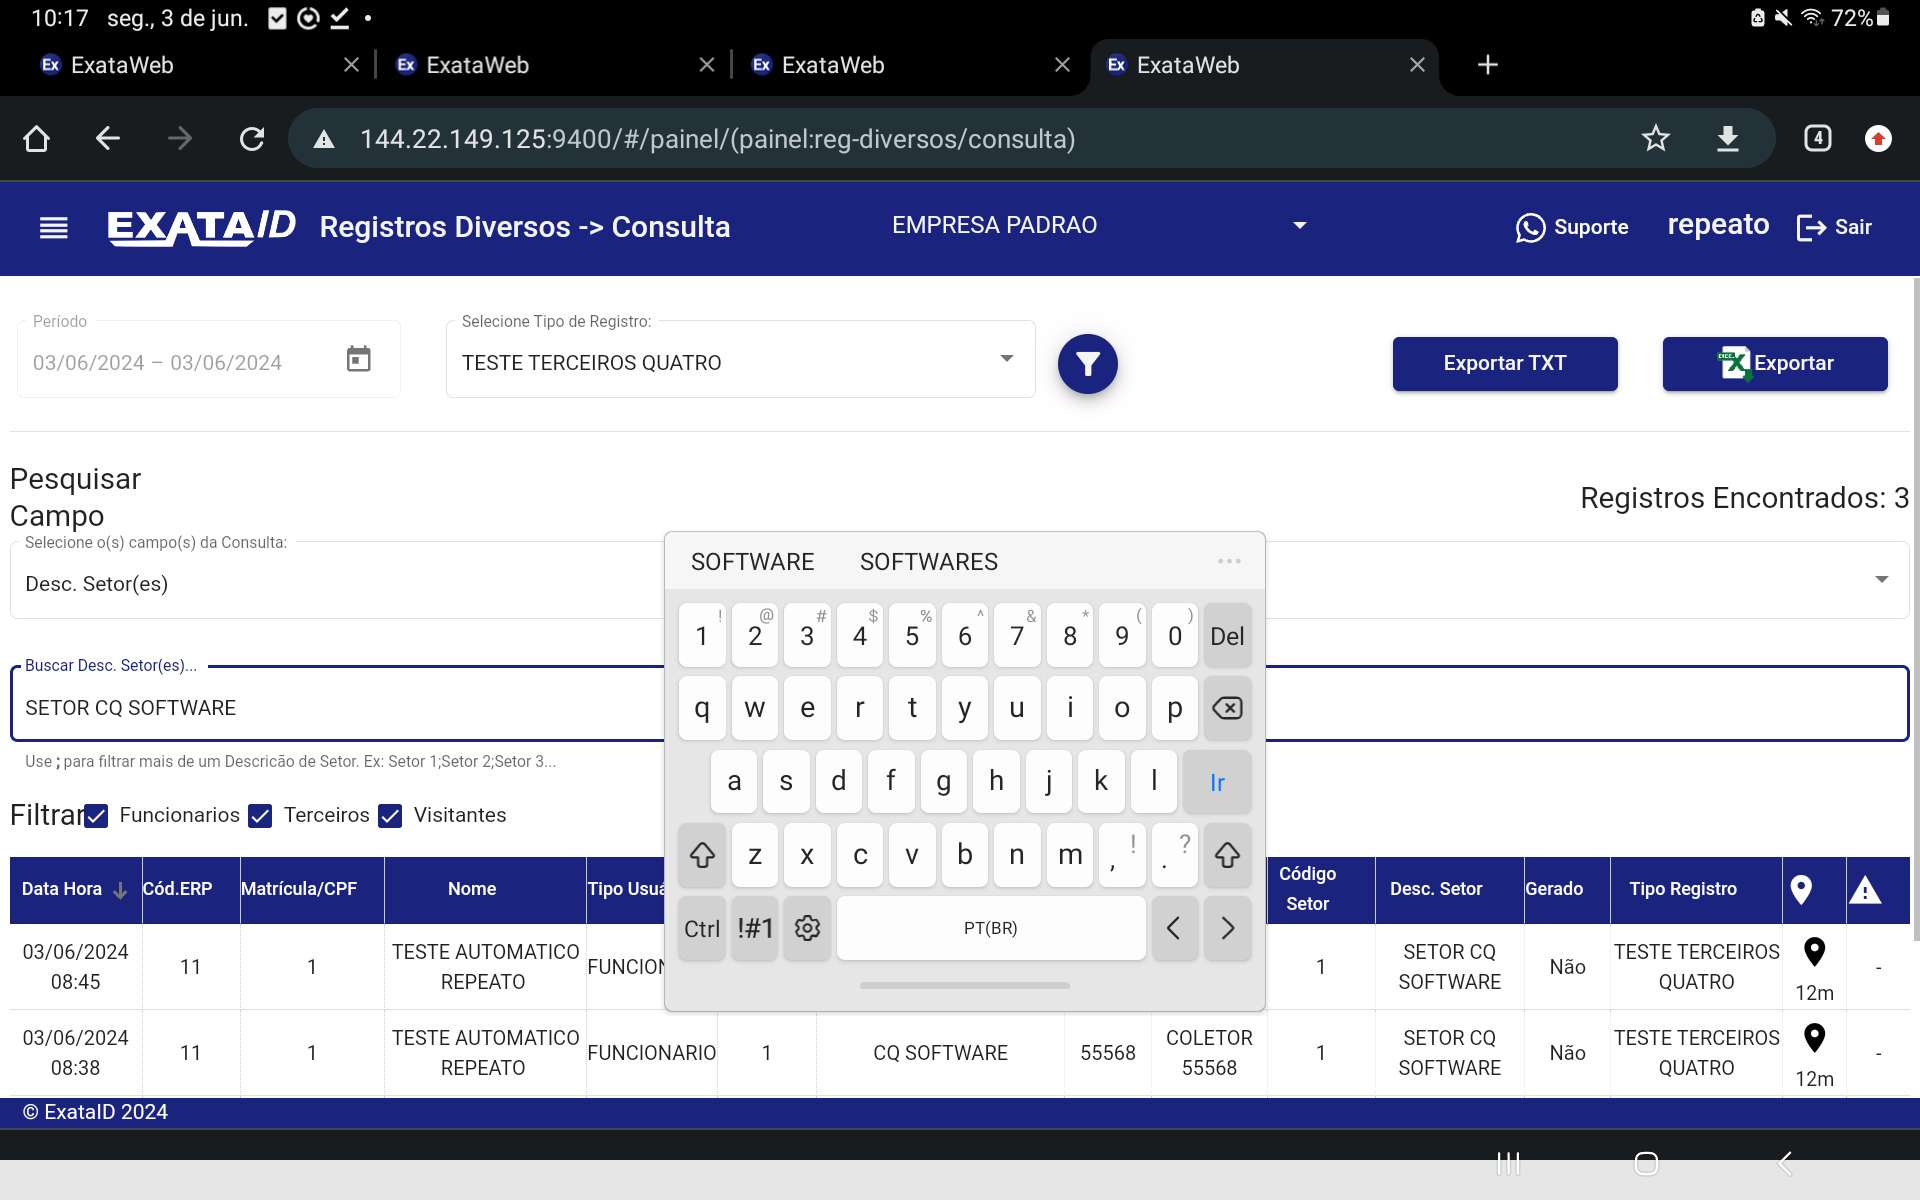 10:17 seg., 3 de jun.
72%
ExataWeb ExataWeb ExataWeb ExataWeb
144.22.149.125:9400/#/painel/(painel:reg-diversos/consulta)
4
EXATA/D Registros Diversos -> Consulta EMPRESA PADRAO Suporte repeato Sair
Período
03/06/2024 – 03/06/2024
Selecione Tipo de Registro:
TESTE TERCEIROS QUATRO
Exportar TXT
Exportar
Pesquisar
Campo
Registros Encontrados: 3
Selecione o(s) campo(s) da Consulta:
Desc. Setor(es)
Buscar Desc. Setor(es)...
SETOR CQ SOFTWARE
Use ; para filtrar mais de um Descricão de Setor. Ex: Setor 1;Setor 2;Setor 3...
Filtrar Funcionarios Terceiros Visitantes
SOFTWARE SOFTWARES
! @ # $ % ^ & * ( )
1 2 3 4 5 6 7 8 9 0 Del
q w e r t y u i o p
a s d f g h j k l Ir
z x c v b n m , ! . ?
Ctrl !#1 PT(BR)
Data Hora Cód.ERP Matrícula/CPF Nome Tipo Usuá Código Setor Desc. Setor Gerado Tipo Registro
03/06/2024 08:45 11 1 TESTE AUTOMATICO REPEATO FUNCION 1 SETOR CQ SOFTWARE Não TESTE TERCEIROS QUATRO 12m -
03/06/2024 08:38 11 1 TESTE AUTOMATICO REPEATO FUNCIONARIO 1 CQ SOFTWARE 55568 COLETOR 55568 1 SETOR CQ SOFTWARE Não TESTE TERCEIROS QUATRO 12m -
© ExataID 2024